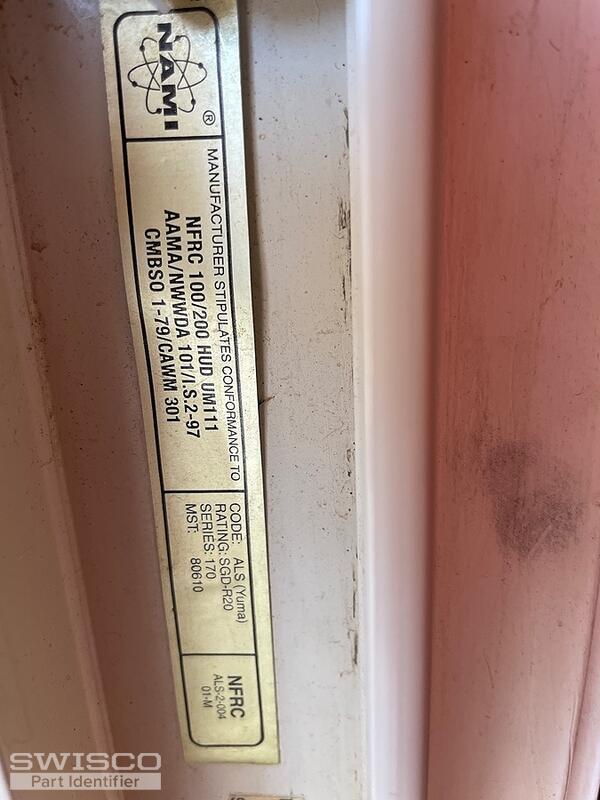 NAMI
®
MANUFACTURER STIPULATES CONFORMANCE TO
NFRC 100/200 HUD UM111
AAMA/NWWDA 101/I.S.2-97
CMBSO 1-79/CAWM 301
CODE: ALS (Yuma)
RATING: SGD-R20
SERIES: 170
MST: 80610
NFRC
ALS-2-004
01-M
SWISCO
Part Identifier